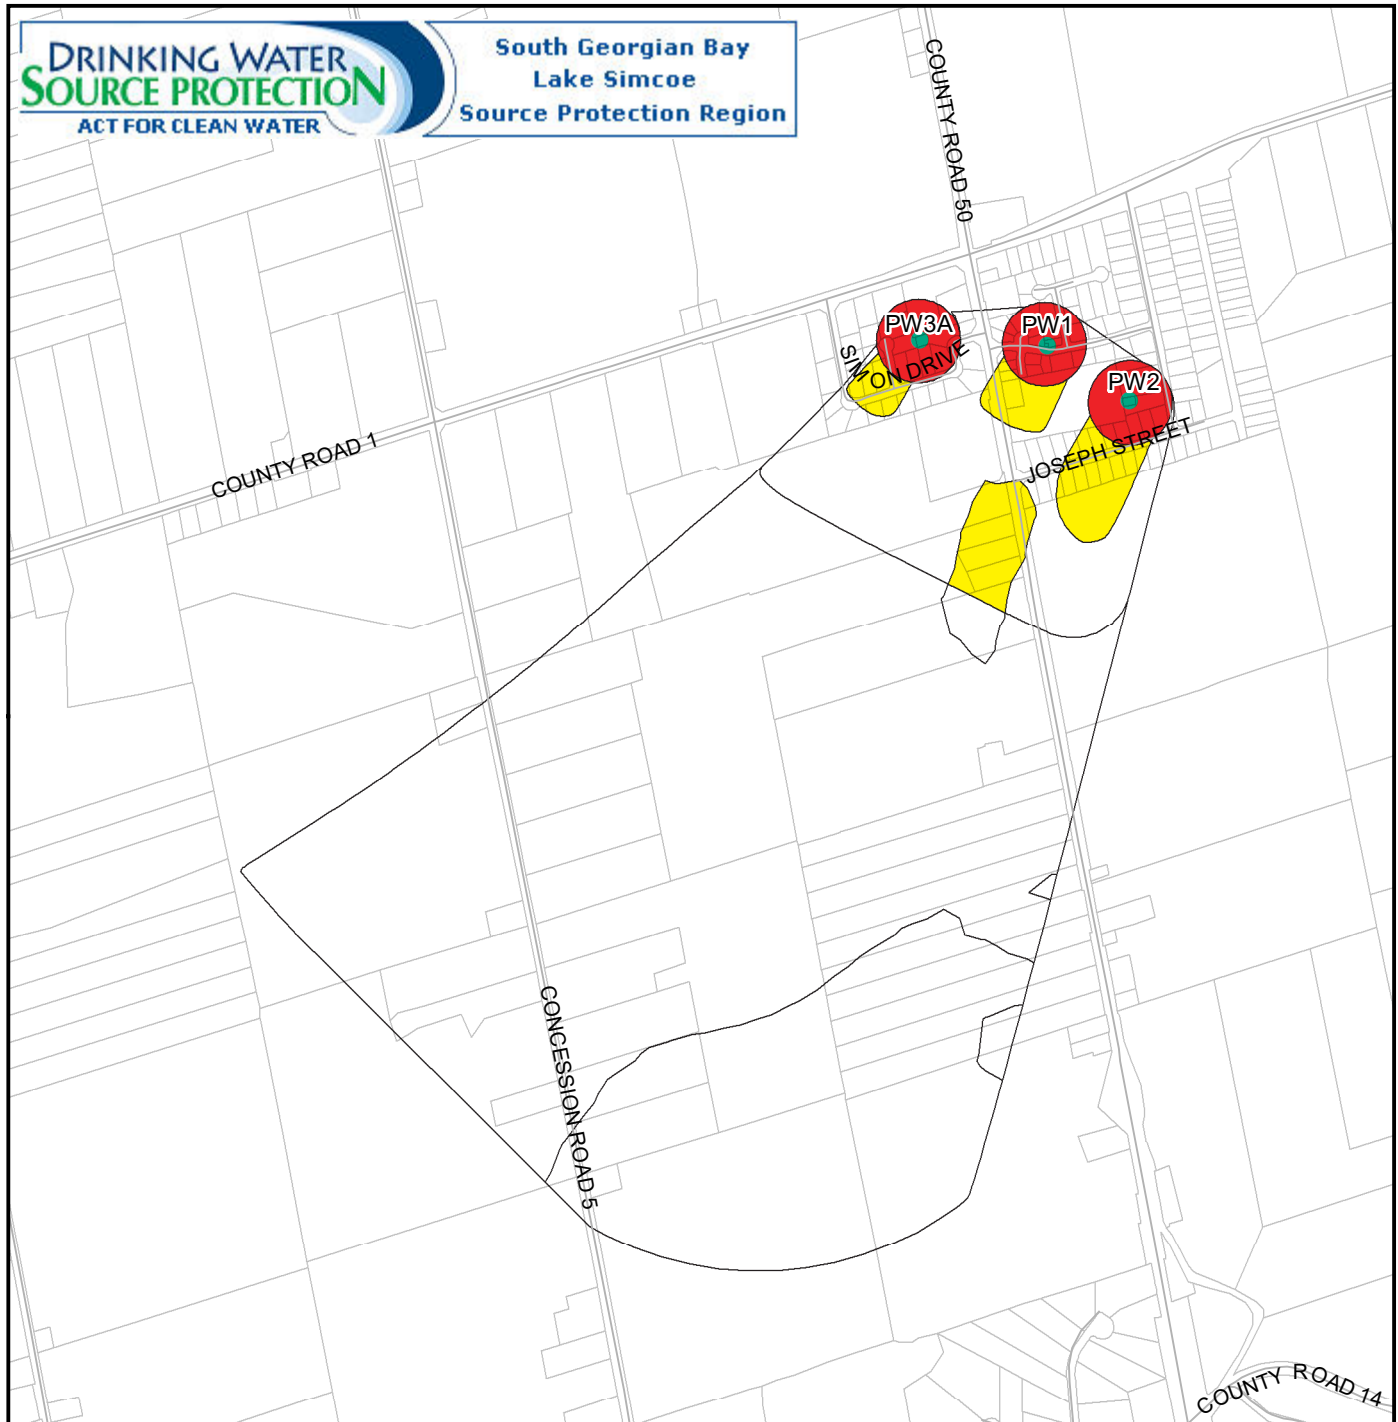 DRINKING WATER
SOURCE PROTECTION
ACT FOR CLEAN WATER
South Georgian Bay
Lake Simcoe
Source Protection Region
COUNTY ROAD 50
PW3A
PW1
SIMON DRIVE
PW2
JOSEPH STREET
COUNTY ROAD 1
CONCESSION ROAD 5
COUNTY ROAD 14